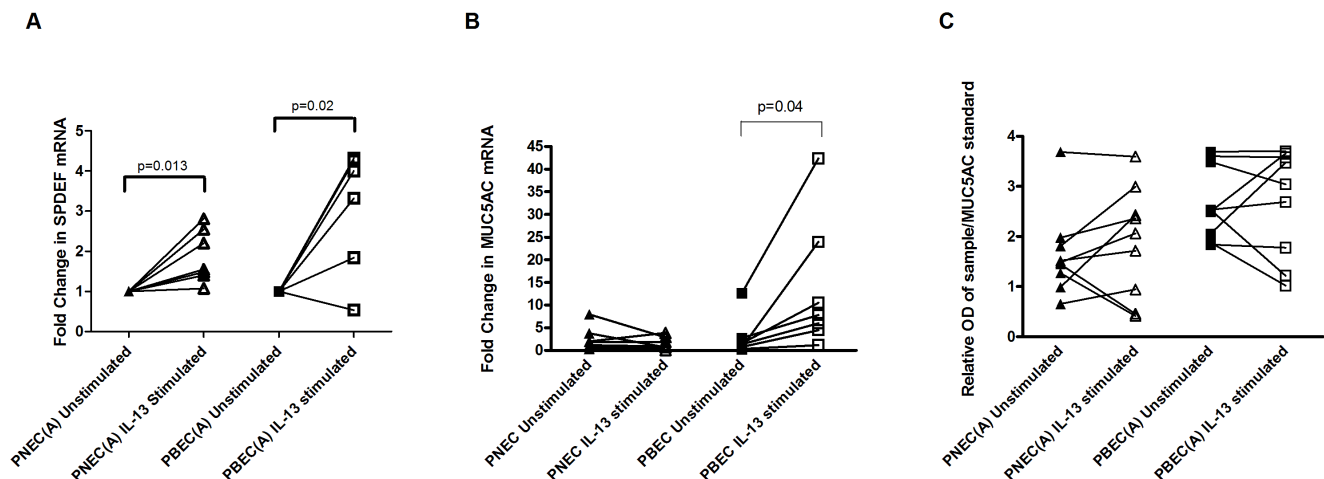 A
B
C
Fold Change in SPDEF mRNA
5
4
3
2
1
0
p=0.013
p=0.02
PNEC(A) Unstimulated
PNEC(A) IL-13 Stimulated
PBEC(A) Unstimulated
PBEC(A) IL-13 stimulated
Fold Change in MUC5AC mRNA
45
40
35
30
25
20
15
10
5
0
p=0.04
PNEC Unstimulated
PNEC IL-13 stimulated
PBEC Unstimulated
PBEC IL-13 stimulated
Relative OD of sample/MUC5AC standard
4
3
2
1
0
PNEC(A) Unstimulated
PNEC(A) IL-13 stimulated
PBEC(A) Unstimulated
PBEC(A) IL-13 stimulated